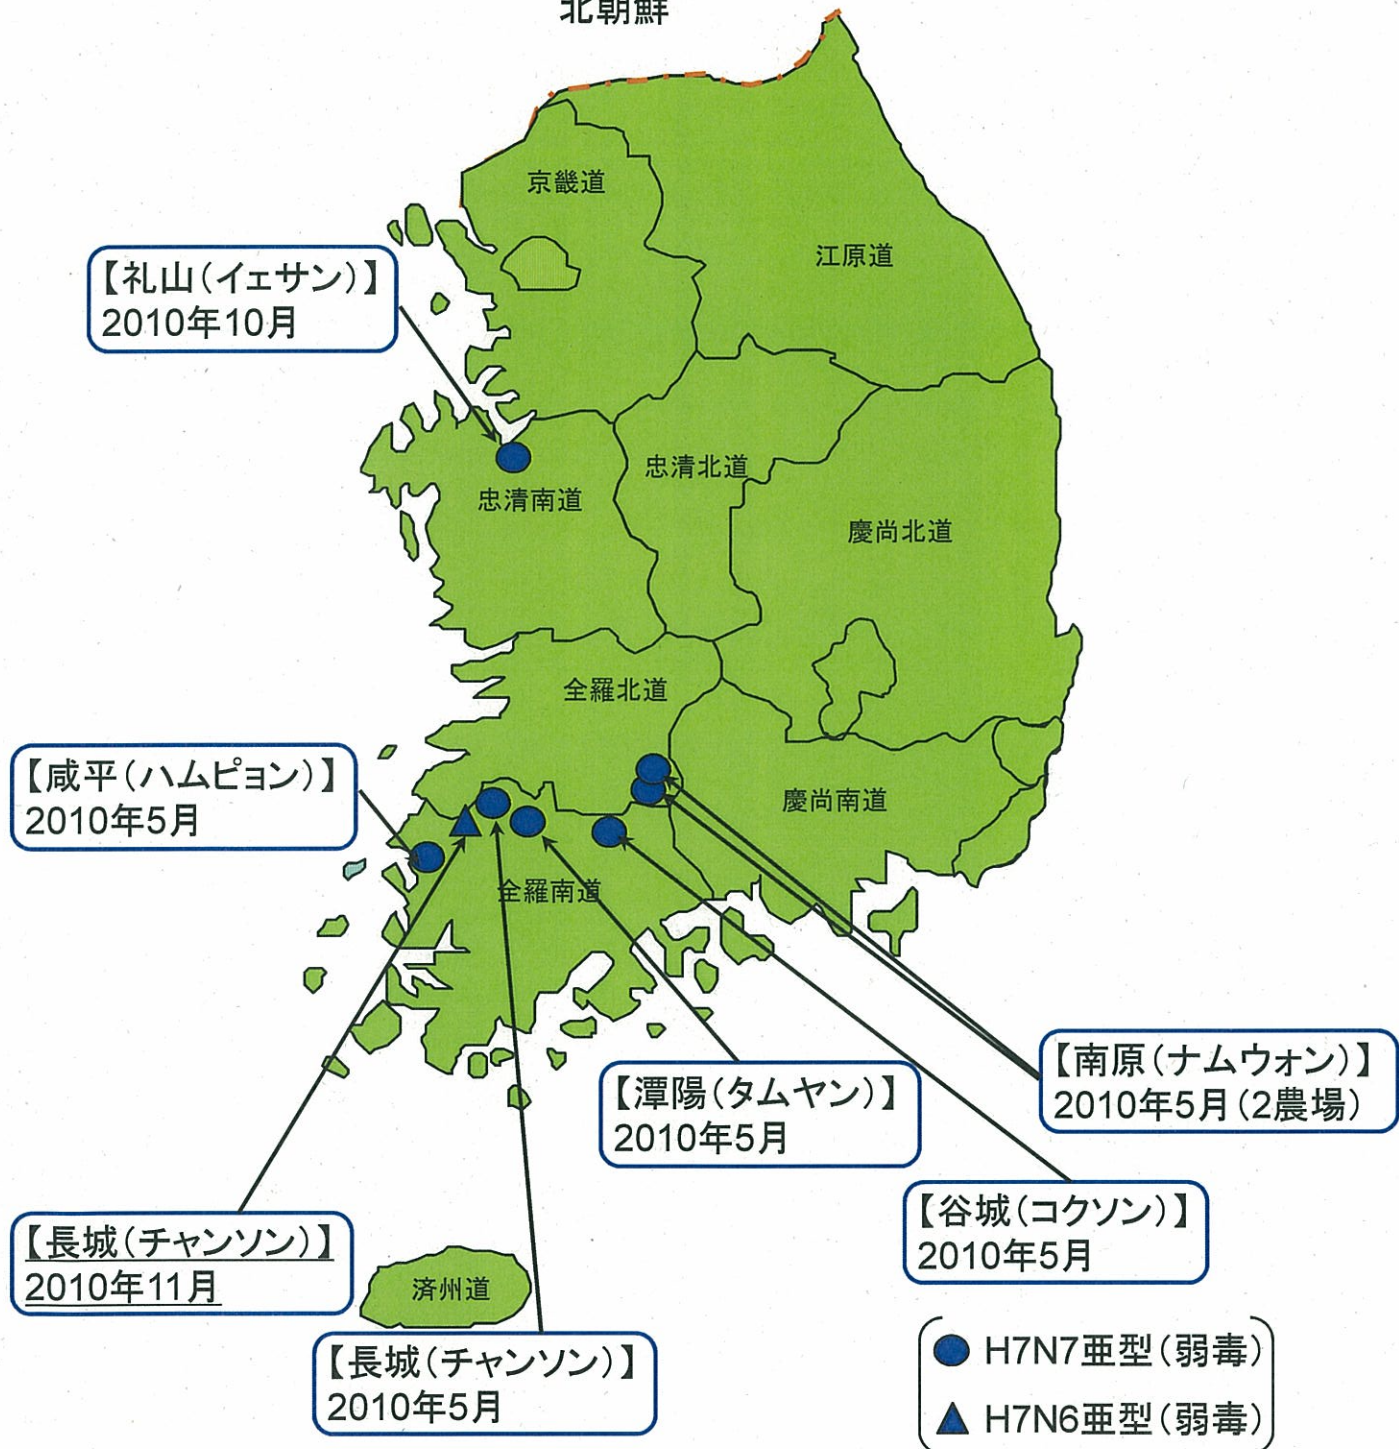 北朝鮮
京畿道
江原道
【礼山(イェサン)】
2010年10月
忠清北道
忠清南道
慶尚北道
全羅北道
【咸平(ハムピョン)】
2010年5月
慶尚南道
全羅南道
【南原(ナムウォン)】
2010年5月(2農場)
【潭陽(タムヤン)】
2010年5月
【谷城(コクソン)】
2010年5月
【長城(チャンソン)】
2010年11月
済州道
【長城(チャンソン)】
2010年5月
H7N7亜型(弱毒)
H7N6亜型(弱毒)